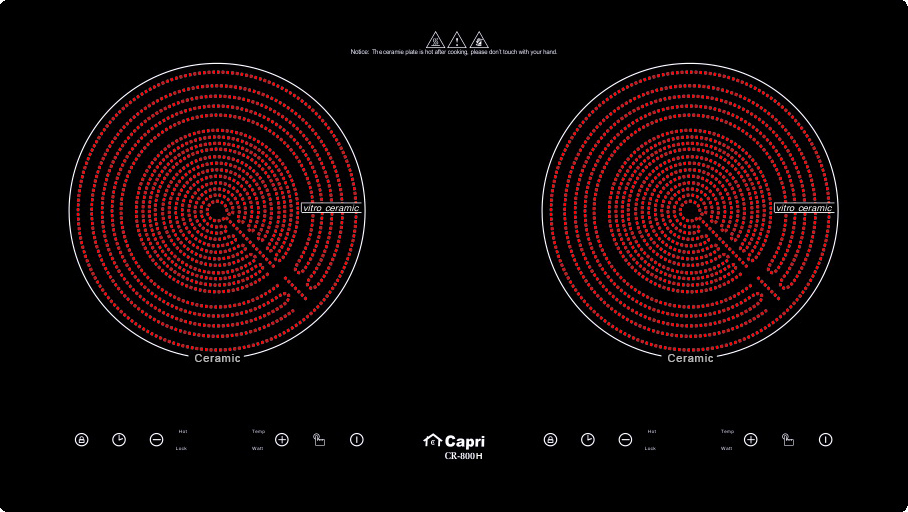 Notice: The ceramie plate is hot after cooking, please don't touch with your hand.
vitro ceramic
vitro ceramic
Ceramic
Ceramic
Hot
Temp
Lock
Watt
Capri
CR-800H
Hot
Temp
Lock
Watt